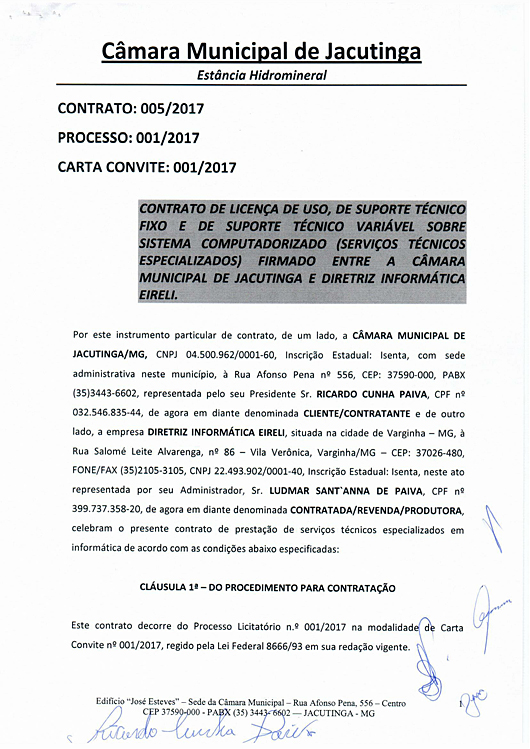 Câmara Municipal de Jacutinga
Estância Hidromineral
CONTRATO: 005/2017
PROCESSO: 001/2017
CARTA CONVITE: 001/2017
CONTRATO DE LICENÇA DE USO, DE SUPORTE TÉCNICO
FIXO E DE SUPORTE TÉCNICO VARIÁVEL SOBRE
SISTEMA COMPUTADORIZADO (SERVIÇOS TÉCNICOS
ESPECIALIZADOS) FIRMADO ENTRE A CÂMARA
MUNICIPAL DE JACUTINGA E DIRETRIZ INFORMÁTICA
EIRELI.
Por este instrumento particular de contrato, de um lado, a CÂMARA MUNICIPAL DE
JACUTINGA/MG, CNPJ 04.500.962/0001-60, Inscrição Estadual: Isenta, com sede
administrativa neste município, à Rua Afonso Pena nº 556, CEP: 37590-000, PABX
(35)3443-6602, representada pelo seu Presidente Sr. RICARDO CUNHA PAIVA, CPF nº
032.546.835-44, de agora em diante denominada CLIENTE/CONTRATANTE e de outro
lado, a empresa DIRETRIZ INFORMÁTICA EIRELI, situada na cidade de Varginha – MG, à
Rua Salomé Leite Alvarenga, nº 86 – Vila Verônica, Varginha/MG – CEP: 37026-480,
FONE/FAX (35)2105-3105, CNPJ 22.493.902/0001-40, Inscrição Estadual: Isenta, neste ato
representada por seu Administrador, Sr. LUDMAR SANT`ANNA DE PAIVA, CPF nº
399.737.358-20, de agora em diante denominada CONTRATADA/REVENDA/PRODUTORA,
celebram o presente contrato de prestação de serviços técnicos especializados em
informática de acordo com as condições abaixo especificadas:
CLÁUSULA 1ª – DO PROCEDIMENTO PARA CONTRATAÇÃO
Este contrato decorre do Processo Licitatório n.º 001/2017 na modalidade de Carta
Convite nº 001/2017, regido pela Lei Federal 8666/93 em sua redação vigente.
Edifício “José Esteves” – Sede da Câmara Municipal – Rua Afonso Pena, 556 – Centro
CEP 37590-000 - PABX (35) 3443- 6602 — JACUTINGA - MG
1
Ricardo Cunha Paiva